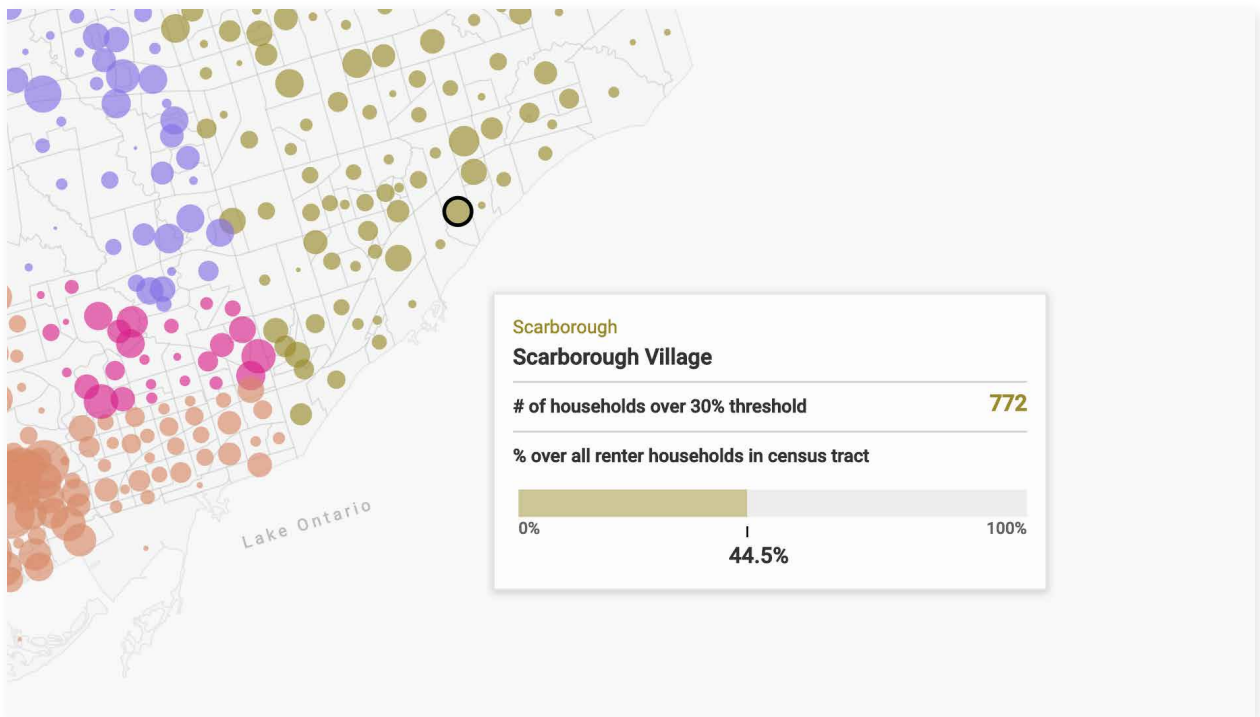 Scarborough
Scarborough Village
# of households over 30% threshold 772
% over all renter households in census tract
0% 100%
44.5%
Lake Ontario